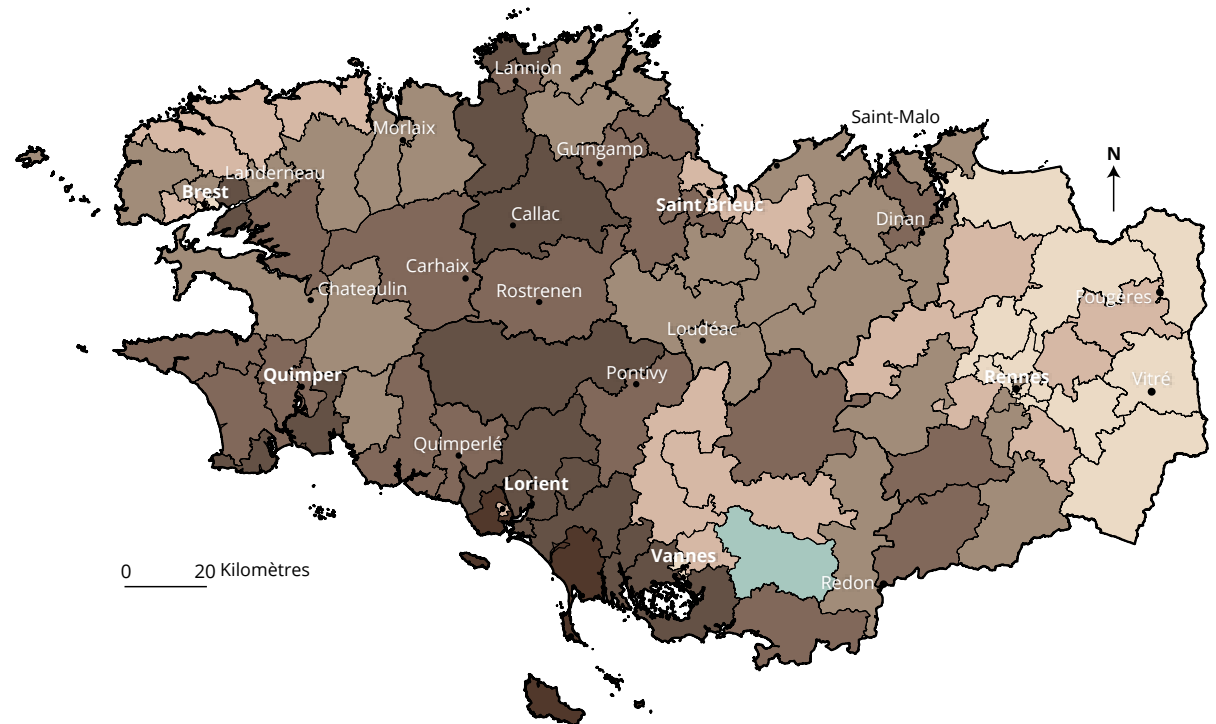 Lannion
Saint-Malo
Morlaix
Guingamp
N
Landerneau
Brest
Saint Brieuc
Callac
Dinan
Carhaix
Chateaulin
Rostrenen
Fougères
Loudéac
Quimper
Pontivy
Rennes
Vitré
Quimperlé
Lorient
Vannes
0 20 Kilomètres
Redon